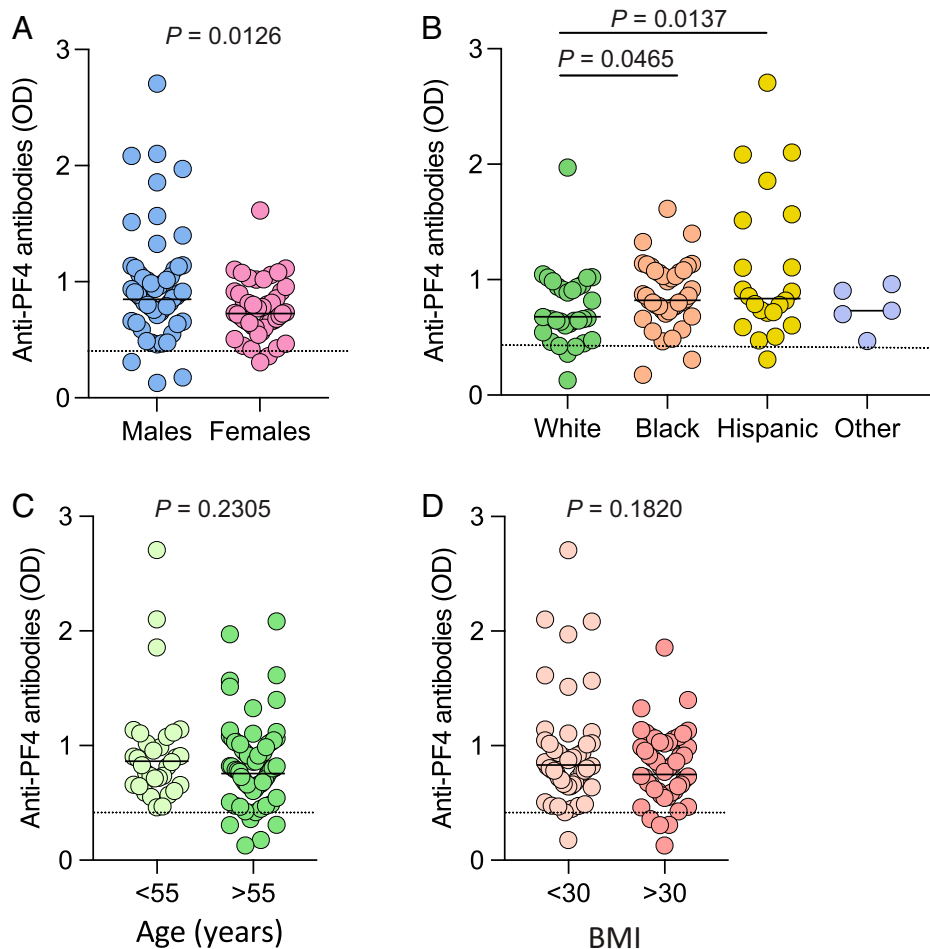 A
P = 0.0126
Anti-PF4 antibodies (OD)
3
2
1
0
Males Females
B
P = 0.0137
P = 0.0465
Anti-PF4 antibodies (OD)
3
2
1
0
White Black Hispanic Other
C
P = 0.2305
Anti-PF4 antibodies (OD)
3
2
1
0
<55 >55
Age (years)
D
P = 0.1820
Anti-PF4 antibodies (OD)
3
2
1
0
<30 >30
BMI